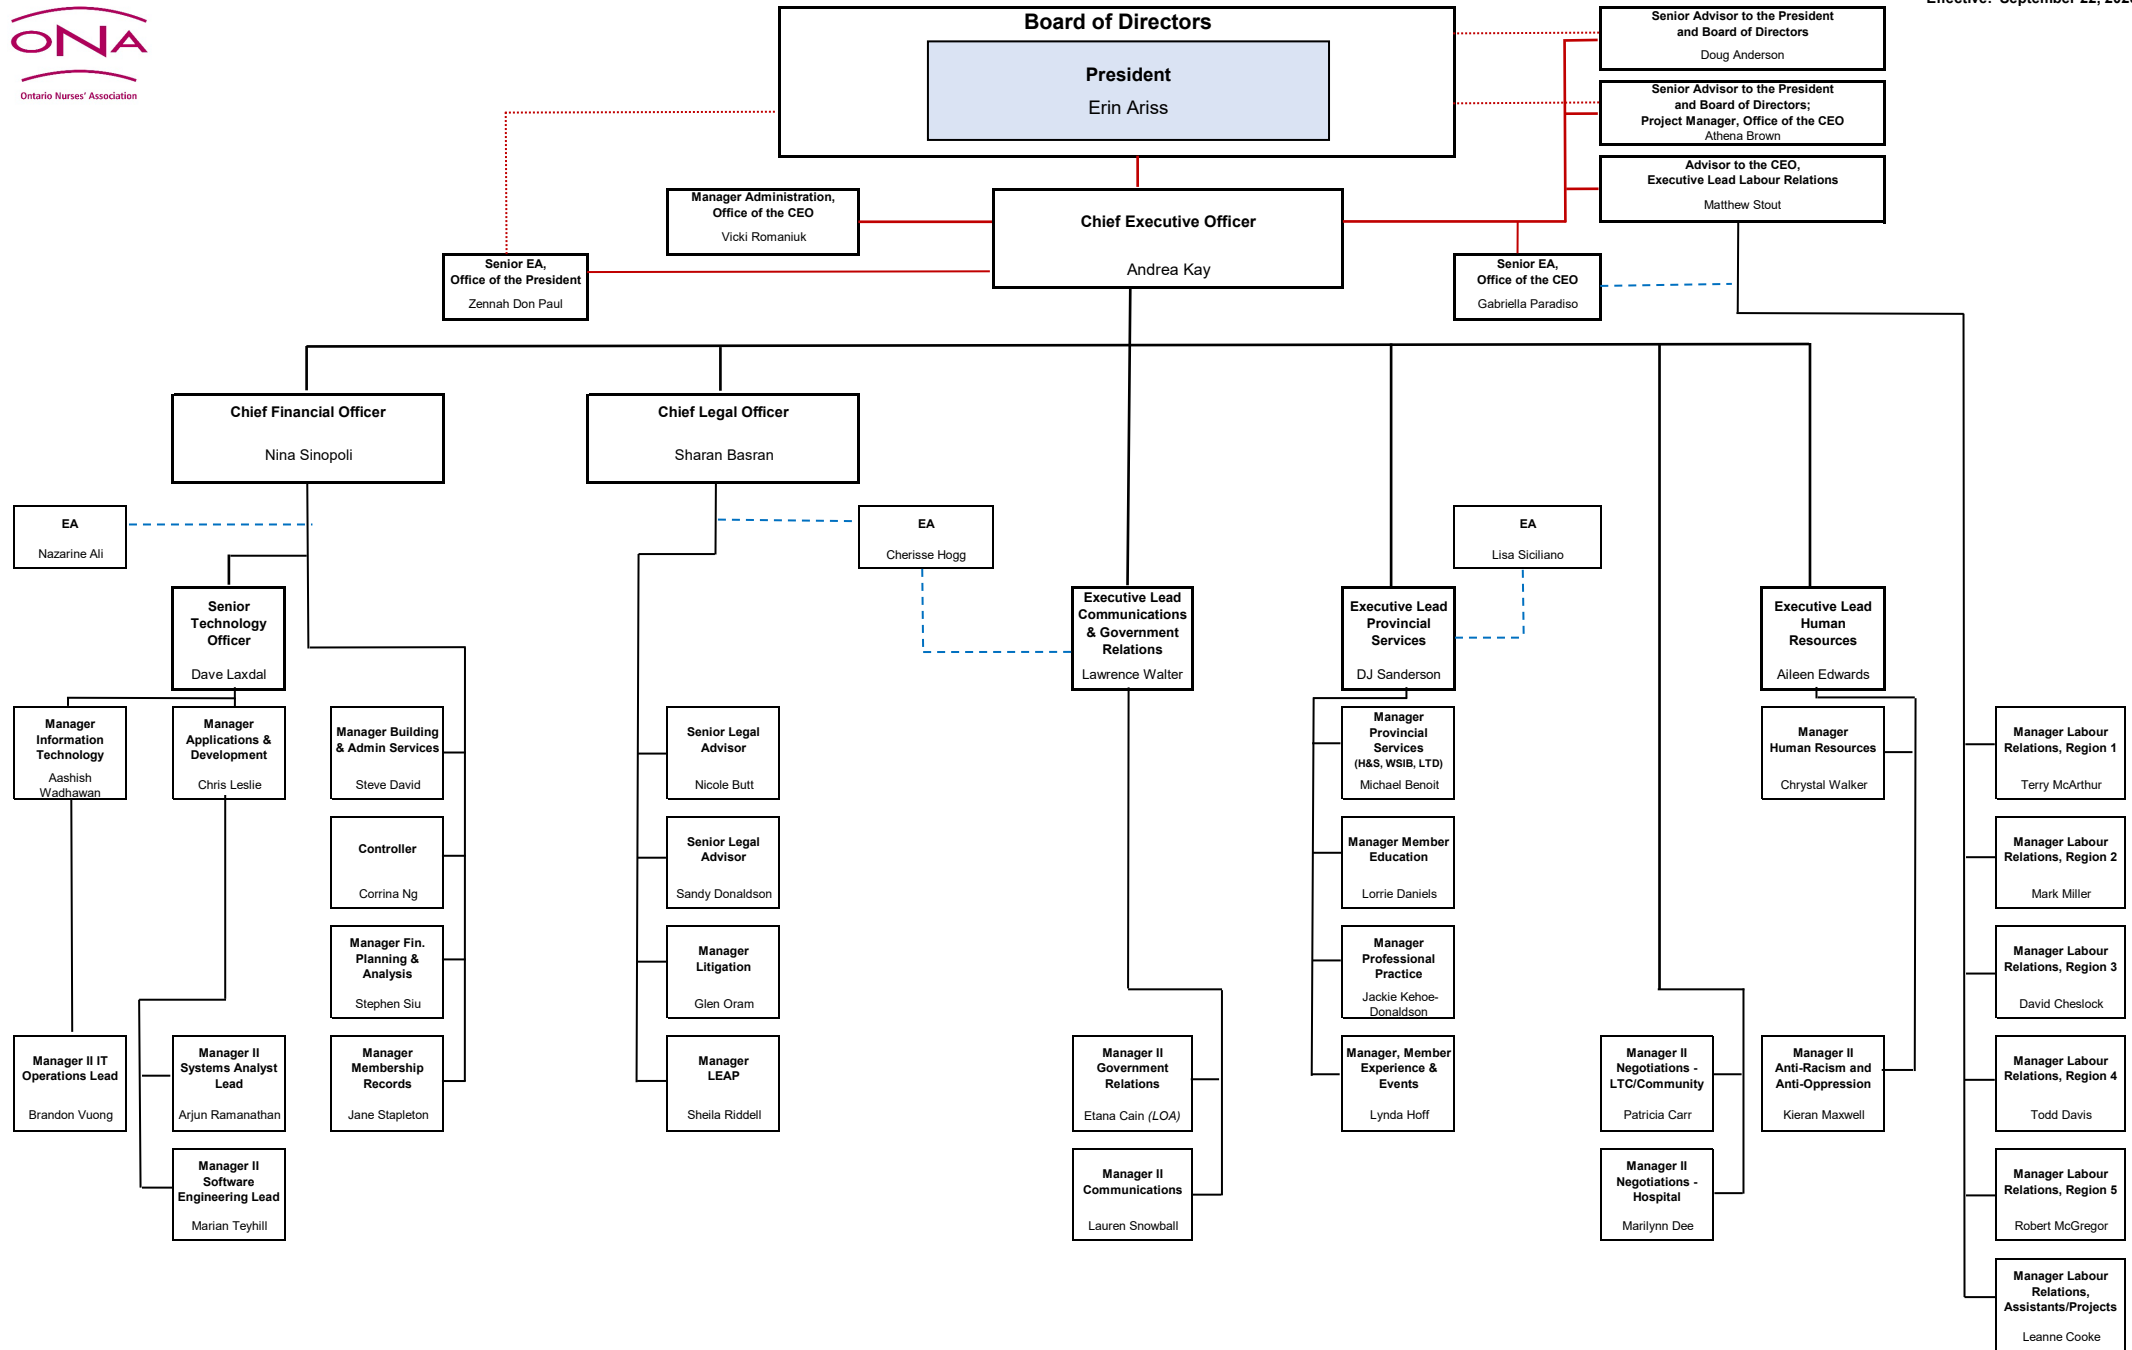 ONA
Ontario Nurses' Association
Effective: September 22, 202
Board of Directors
President
Erin Ariss
Senior Advisor to the President
and Board of Directors
Doug Anderson
Senior Advisor to the President
and Board of Directors;
Project Manager, Office of the CEO
Athena Brown
Advisor to the CEO,
Executive Lead Labour Relations
Matthew Stout
Manager Administration,
Office of the CEO
Vicki Romaniuk
Chief Executive Officer
Andrea Kay
Senior EA,
Office of the President
Zennah Don Paul
Senior EA,
Office of the CEO
Gabriella Paradiso
Chief Financial Officer
Nina Sinopoli
Chief Legal Officer
Sharan Basran
EA
Nazarine Ali
EA
Cherisse Hogg
EA
Lisa Siciliano
Senior
Technology
Officer
Dave Laxdal
Executive Lead
Communications
& Government
Relations
Lawrence Walter
Executive Lead
Provincial
Services
DJ Sanderson
Executive Lead
Human
Resources
Aileen Edwards
Manager
Information
Technology
Aashish
Wadhawan
Manager
Applications &
Development
Chris Leslie
Manager Building
& Admin Services
Steve David
Senior Legal
Advisor
Nicole Butt
Manager
Provincial
Services
(H&S, WSIB, LTD)
Michael Benoit
Manager
Human Resources
Chrystal Walker
Manager Labour
Relations, Region 1
Terry McArthur
Controller
Corrina Ng
Senior Legal
Advisor
Sandy Donaldson
Manager Member
Education
Lorrie Daniels
Manager Labour
Relations, Region 2
Mark Miller
Manager Fin.
Planning &
Analysis
Stephen Siu
Manager
Litigation
Glen Oram
Manager
Professional
Practice
Jackie Kehoe-
Donaldson
Manager Labour
Relations, Region 3
David Cheslock
Manager II IT
Operations Lead
Brandon Vuong
Manager II
Systems Analyst
Lead
Arjun Ramanathan
Manager
Membership
Records
Jane Stapleton
Manager
LEAP
Sheila Riddell
Manager II
Government
Relations
Etana Cain (LOA)
Manager, Member
Experience &
Events
Lynda Hoff
Manager II
Negotiations -
LTC/Community
Patricia Carr
Manager II
Anti-Racism and
Anti-Oppression
Kieran Maxwell
Manager Labour
Relations, Region 4
Todd Davis
Manager II
Software
Engineering Lead
Marian Teyhill
Manager II
Communications
Lauren Snowball
Manager II
Negotiations -
Hospital
Marilynn Dee
Manager Labour
Relations, Region 5
Robert McGregor
Manager Labour
Relations,
Assistants/Projects
Leanne Cooke